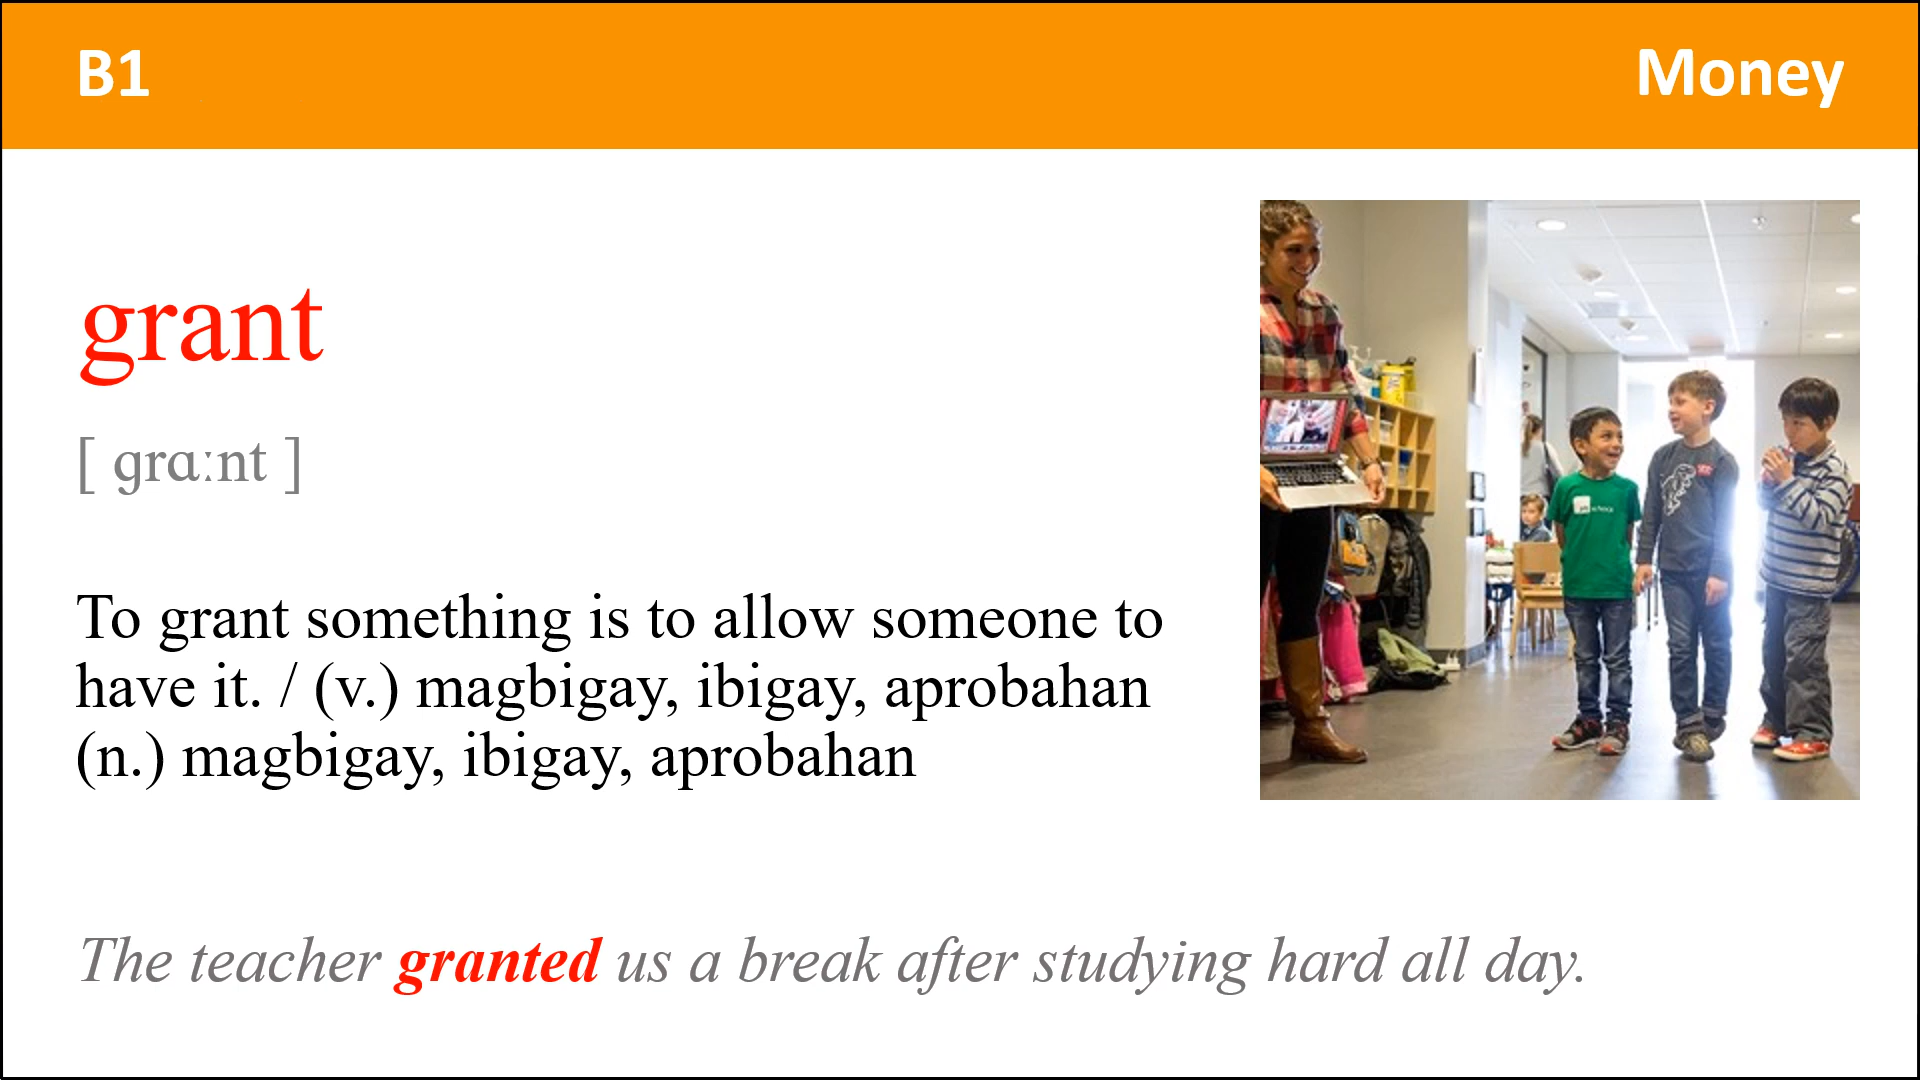 B1
Money
grant
[ ɡrɑːnt ]
To grant something is to allow someone to
have it. / (v.) magbigay, ibigay, aprobahan
(n.) magbigay, ibigay, aprobahan
The teacher granted us a break after studying hard all day.